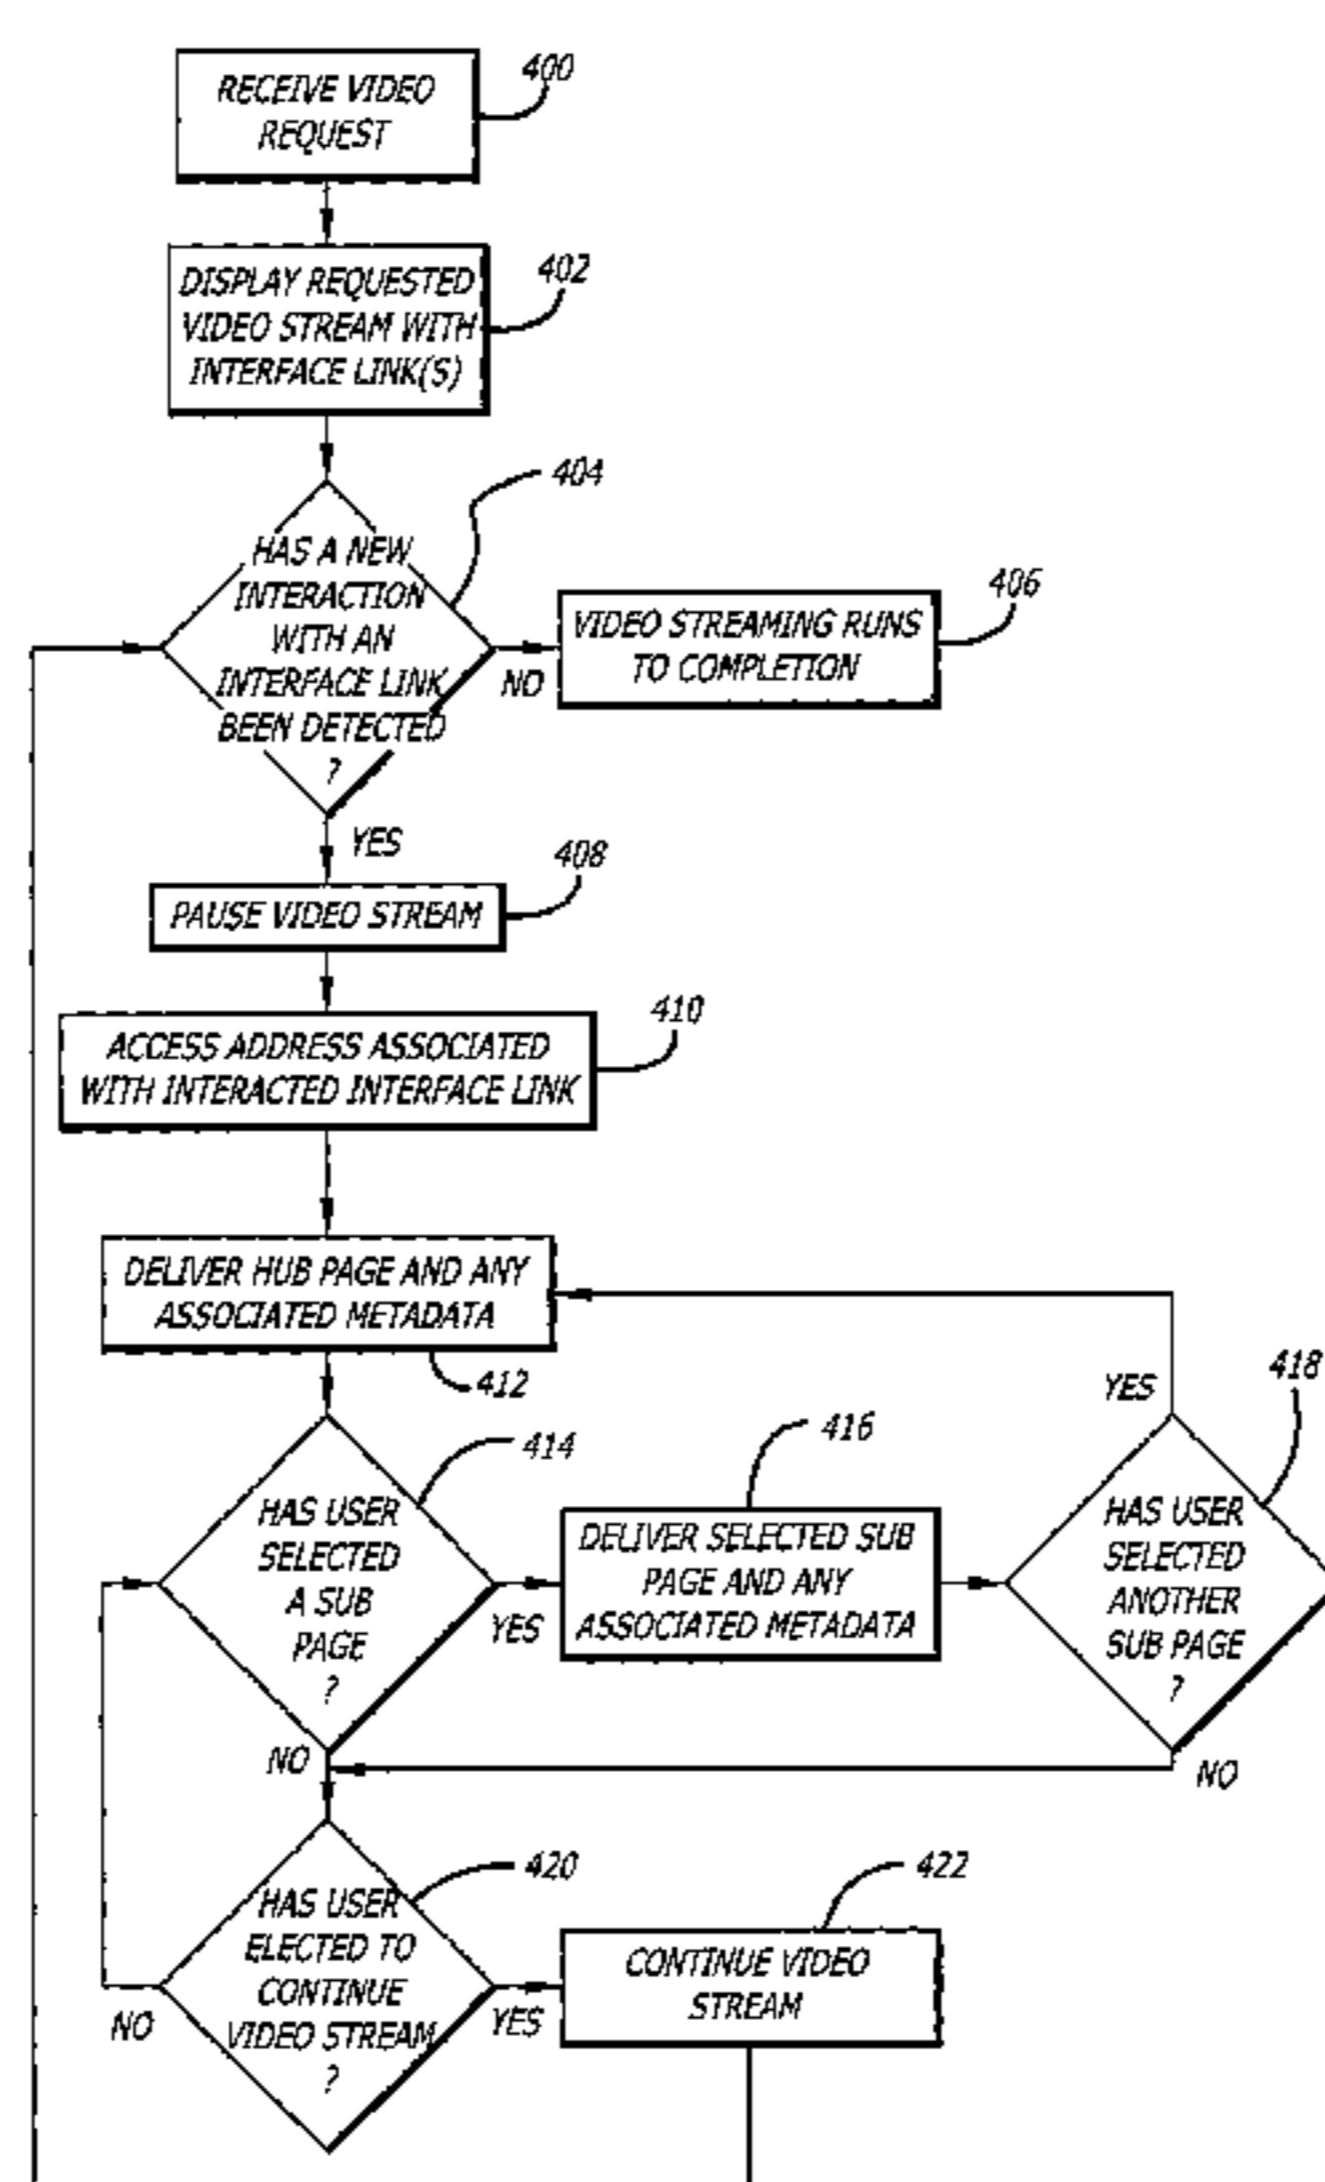 RECEIVE VIDEO
REQUEST
400
DISPLAY REQUESTED
VIDEO STREAM WITH
INTERFACE LINK(S)
402
HAS A NEW
INTERACTION
WITH AN
INTERFACE LINK
BEEN DETECTED
?
404
NO
VIDEO STREAMING RUNS
TO COMPLETION
406
YES
PAUSE VIDEO STREAM
408
ACCESS ADDRESS ASSOCIATED
WITH INTERACTED INTERFACE LINK
410
DELIVER HUB PAGE AND ANY
ASSOCIATED METADATA
412
HAS USER
SELECTED
A SUB
PAGE
?
414
YES
DELIVER SELECTED SUB
PAGE AND ANY
ASSOCIATED METADATA
416
YES
418
HAS USER
SELECTED
ANOTHER
SUB PAGE
?
NO
NO
HAS USER
ELECTED TO
CONTINUE
VIDEO STREAM
?
420
NO
YES
CONTINUE VIDEO
STREAM
422